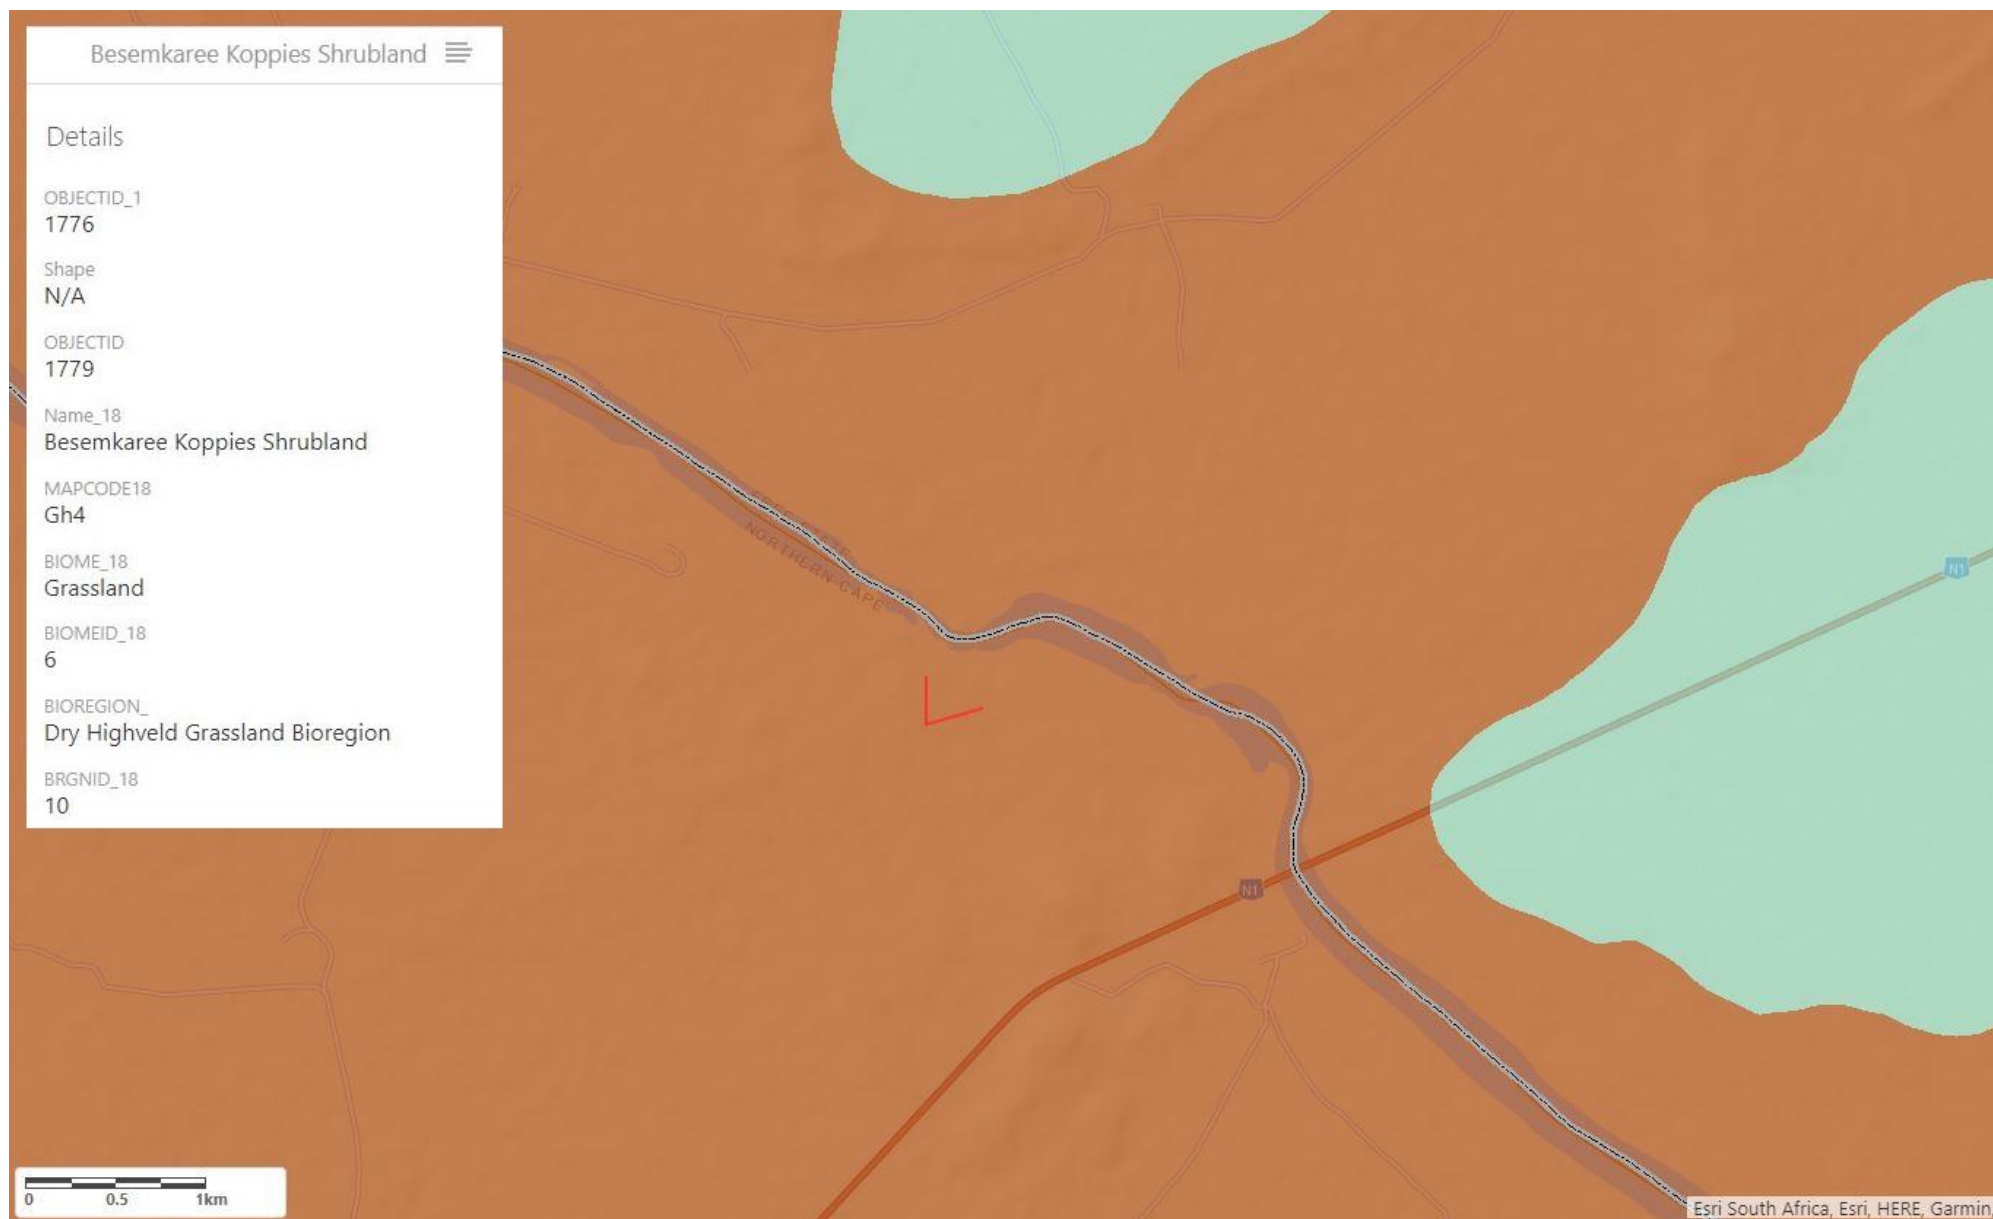 Besemkaree Koppies Shrubland
Details
OBJECTID_1
1776
Shape
N/A
OBJECTID
1779
Name_18
Besemkaree Koppies Shrubland
MAPCODE18
Gh4
BIOME_18
Grassland
BIOMEID_18
6
BIOREGION_
Dry Highveld Grassland Bioregion
BRGNID_18
10
FREE STATE
NORTHERN CAPE
N1
N1
0 0.5 1km
Esri South Africa, Esri, HERE, Garmin,